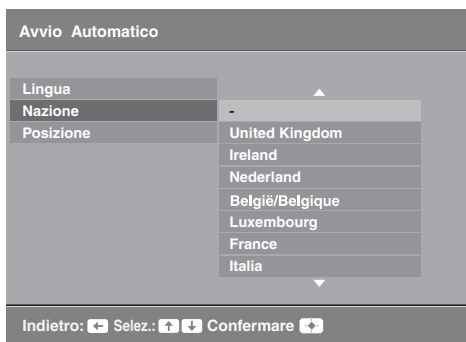 Avvio Automatico
Lingua
Nazione
Posizione
-
United Kingdom
Ireland
Nederland
België/Belgique
Luxembourg
France
Italia
Indietro: Selez.: Confermare